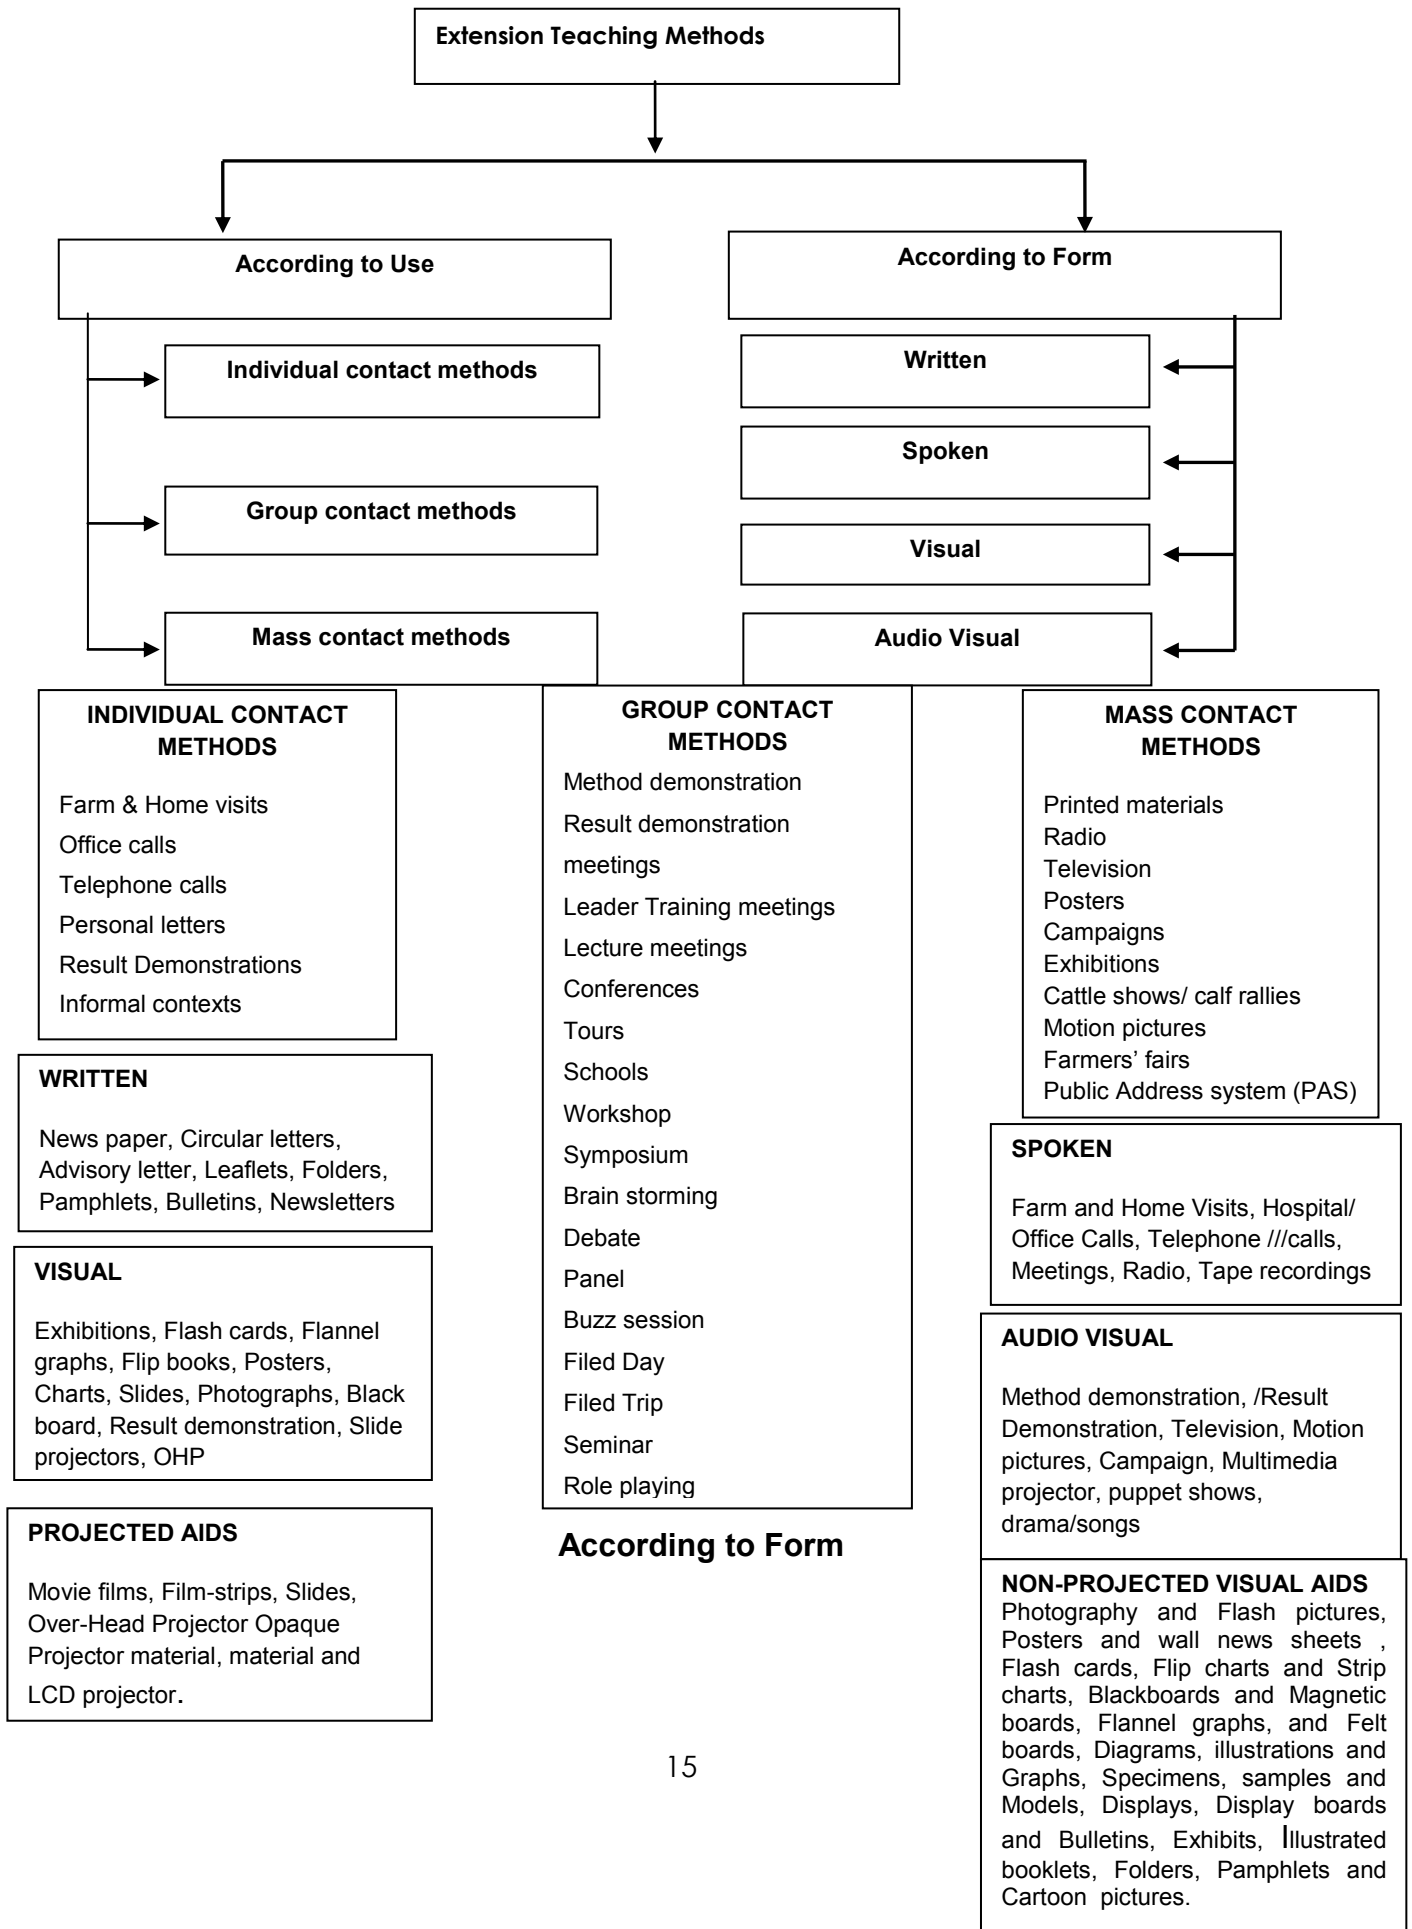 Extension Teaching Methods
According to Use
According to Form
Individual contact methods
Group contact methods
Mass contact methods
Written
Spoken
Visual
Audio Visual
INDIVIDUAL CONTACT
METHODS
Farm & Home visits
Office calls
Telephone calls
Personal letters
Result Demonstrations
Informal contexts
GROUP CONTACT
METHODS
Method demonstration
Result demonstration
meetings
Leader Training meetings
Lecture meetings
Conferences
Tours
Schools
Workshop
Symposium
Brain storming
Debate
Panel
Buzz session
Filed Day
Filed Trip
Seminar
Role playing
MASS CONTACT
METHODS
Printed materials
Radio
Television
Posters
Campaigns
Exhibitions
Cattle shows/ calf rallies
Motion pictures
Farmers’ fairs
Public Address system (PAS)
WRITTEN
News paper, Circular letters,
Advisory letter, Leaflets, Folders,
Pamphlets, Bulletins, Newsletters
SPOKEN
Farm and Home Visits, Hospital/
Office Calls, Telephone ///calls,
Meetings, Radio, Tape recordings
VISUAL
Exhibitions, Flash cards, Flannel
graphs, Flip books, Posters,
Charts, Slides, Photographs, Black
board, Result demonstration, Slide
projectors, OHP
AUDIO VISUAL
Method demonstration, /Result
Demonstration, Television, Motion
pictures, Campaign, Multimedia
projector, puppet shows,
drama/songs
PROJECTED AIDS
Movie films, Film-strips, Slides,
Over-Head Projector Opaque
Projector material, material and
LCD projector.
According to Form
NON-PROJECTED VISUAL AIDS
Photography and Flash pictures,
Posters and wall news sheets ,
Flash cards, Flip charts and Strip
charts, Blackboards and Magnetic
boards, Flannel graphs, and Felt
boards, Diagrams, illustrations and
Graphs, Specimens, samples and
Models, Displays, Display boards
and Bulletins, Exhibits, Illustrated
booklets, Folders, Pamphlets and
Cartoon pictures.
15